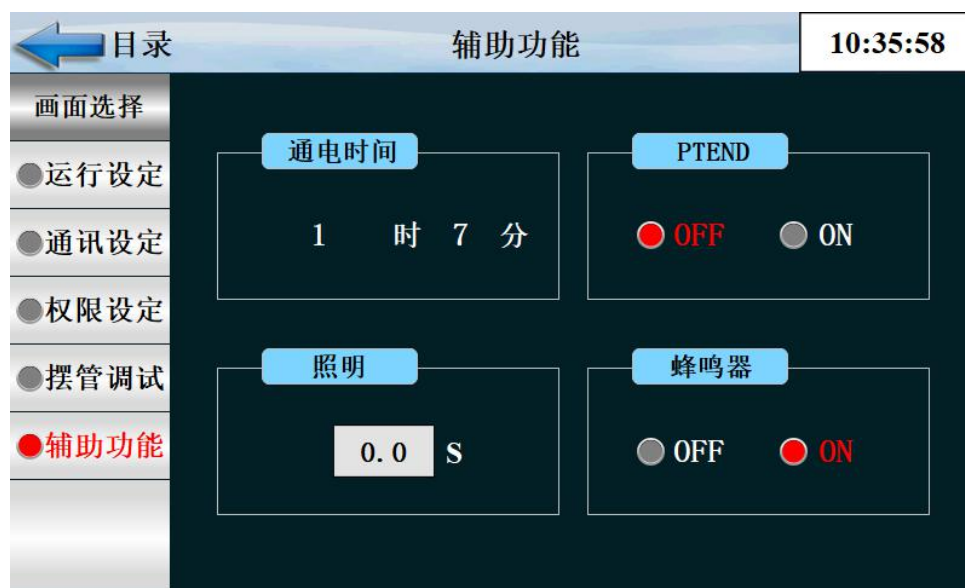 目录
辅助功能
10:35:58
画面选择
运行设定
通讯设定
权限设定
摆管调试
辅助功能
通电时间
1 时 7 分
PTEND
OFF ON
照明
0.0 S
蜂鸣器
OFF ON